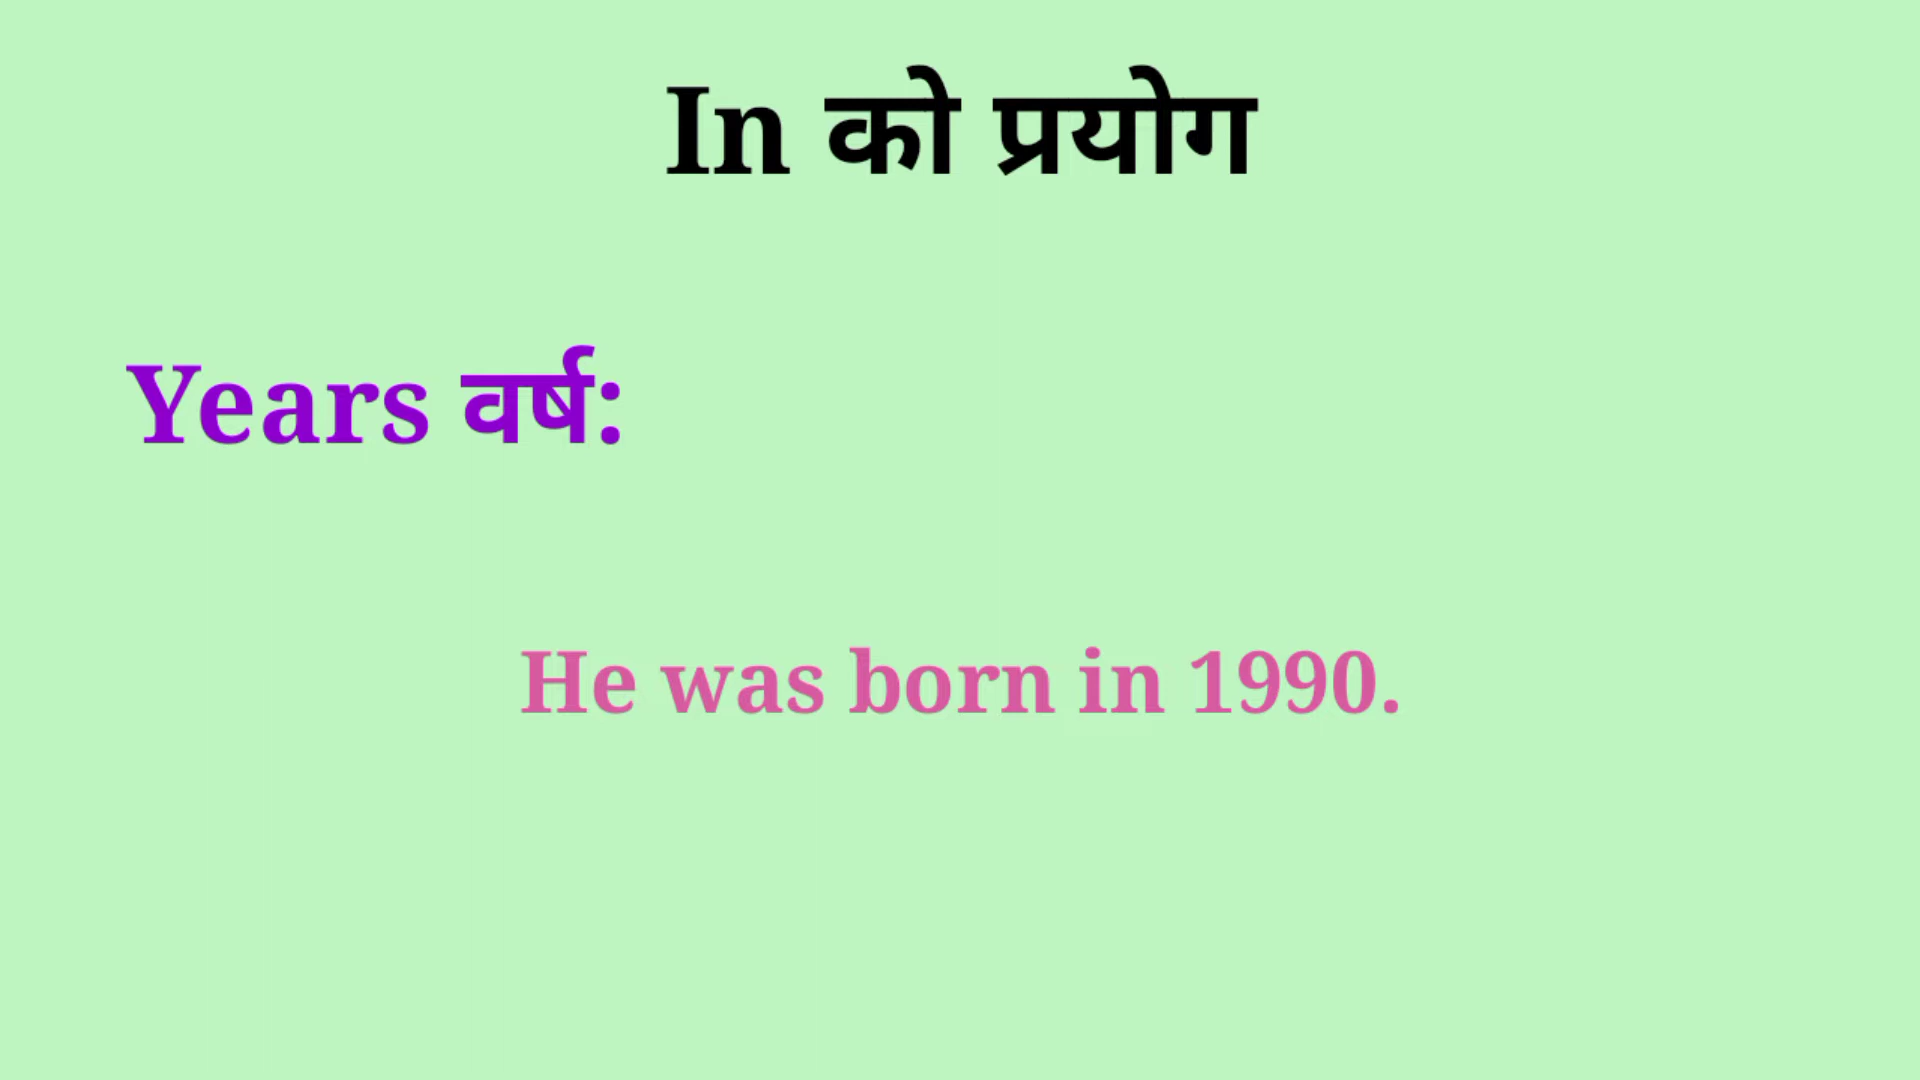 In को प्रयोग
Years वर्ष:
He was born in 1990.